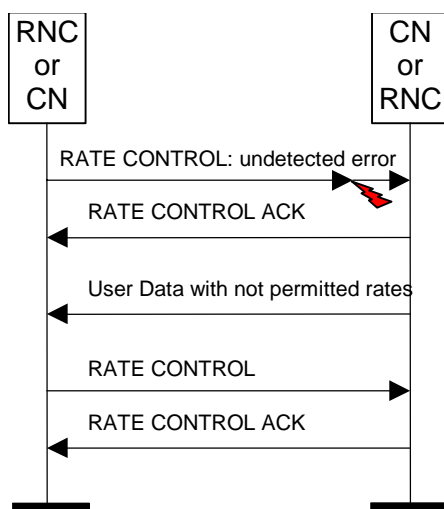 RNC
or
CN
CN
or
RNC
RATE CONTROL: undetected error
RATE CONTROL ACK
User Data with not permitted rates
RATE CONTROL
RATE CONTROL ACK